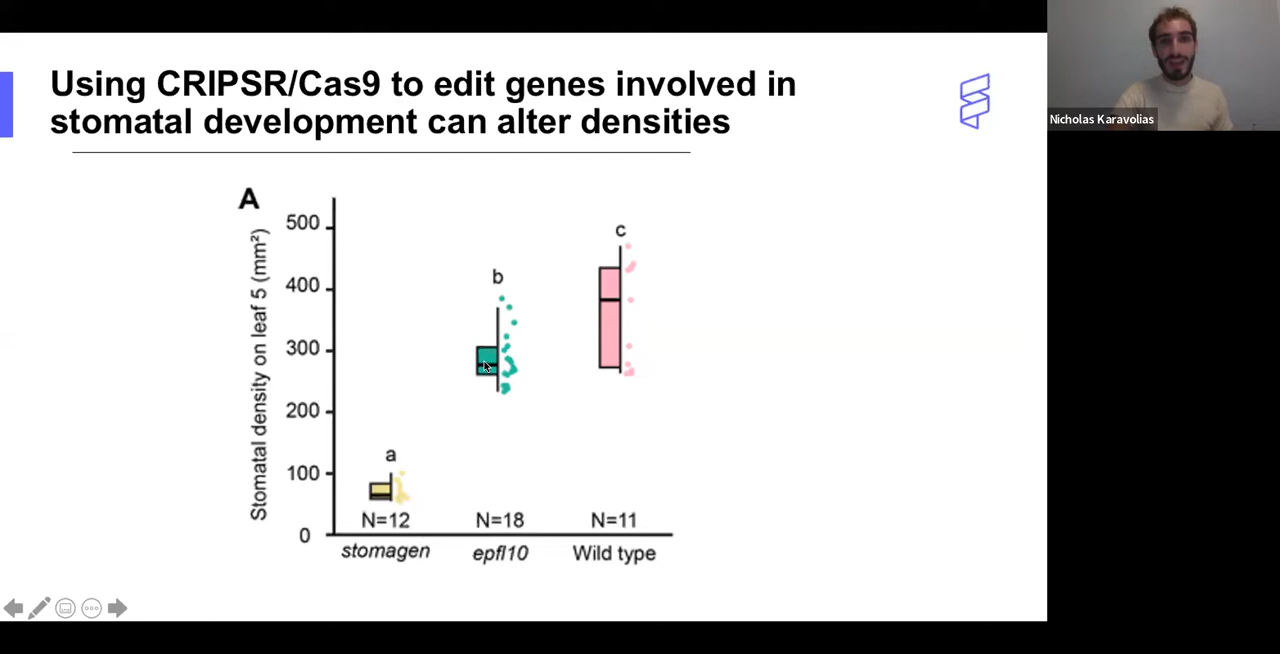 Using CRIPSR/Cas9 to edit genes involved in
stomatal development can alter densities
Nicholas Karavolias
A
Stomatal density on leaf 5 (mm²)
500
400
300
200
100
0
a
b
c
N=12
N=18
N=11
stomagen
epfl10
Wild type